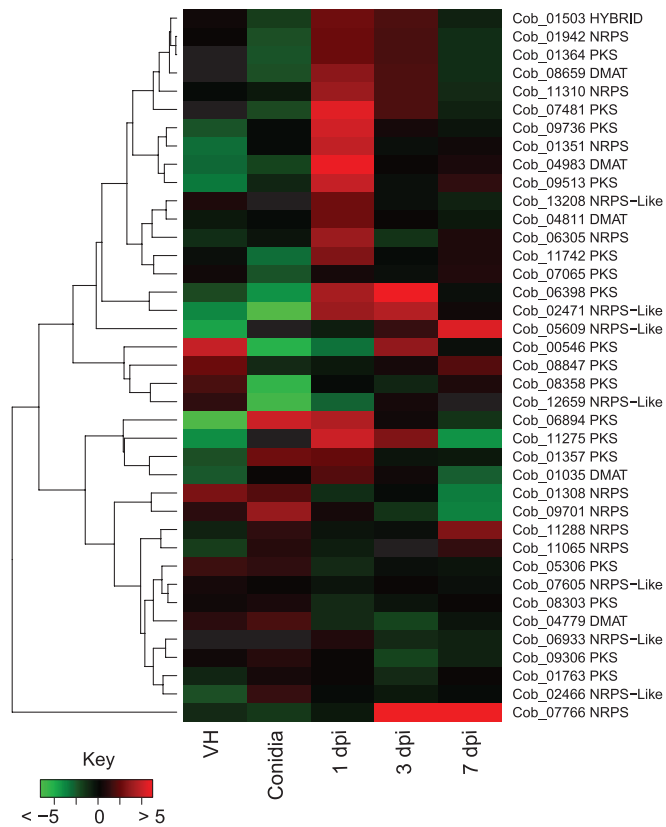 Cob_01503 HYBRID
Cob_01942 NRPS
Cob_01364 PKS
Cob_08659 DMAT
Cob_11310 NRPS
Cob_07481 PKS
Cob_09736 PKS
Cob_01351 NRPS
Cob_04983 DMAT
Cob_09513 PKS
Cob_13208 NRPS-Like
Cob_04811 DMAT
Cob_06305 NRPS
Cob_11742 PKS
Cob_07065 PKS
Cob_06398 PKS
Cob_02471 NRPS-Like
Cob_05609 NRPS-Like
Cob_00546 PKS
Cob_08847 PKS
Cob_08358 PKS
Cob_12659 NRPS-Like
Cob_06894 PKS
Cob_11275 PKS
Cob_01357 PKS
Cob_01035 DMAT
Cob_01308 NRPS
Cob_09701 NRPS
Cob_11288 NRPS
Cob_11065 NRPS
Cob_05306 PKS
Cob_07605 NRPS-Like
Cob_08303 PKS
Cob_04779 DMAT
Cob_06933 NRPS-Like
Cob_09306 PKS
Cob_01763 PKS
Cob_02466 NRPS-Like
Cob_07766 NRPS
VH
Conidia
1 dpi
3 dpi
7 dpi
Key
< −5 0 > 5